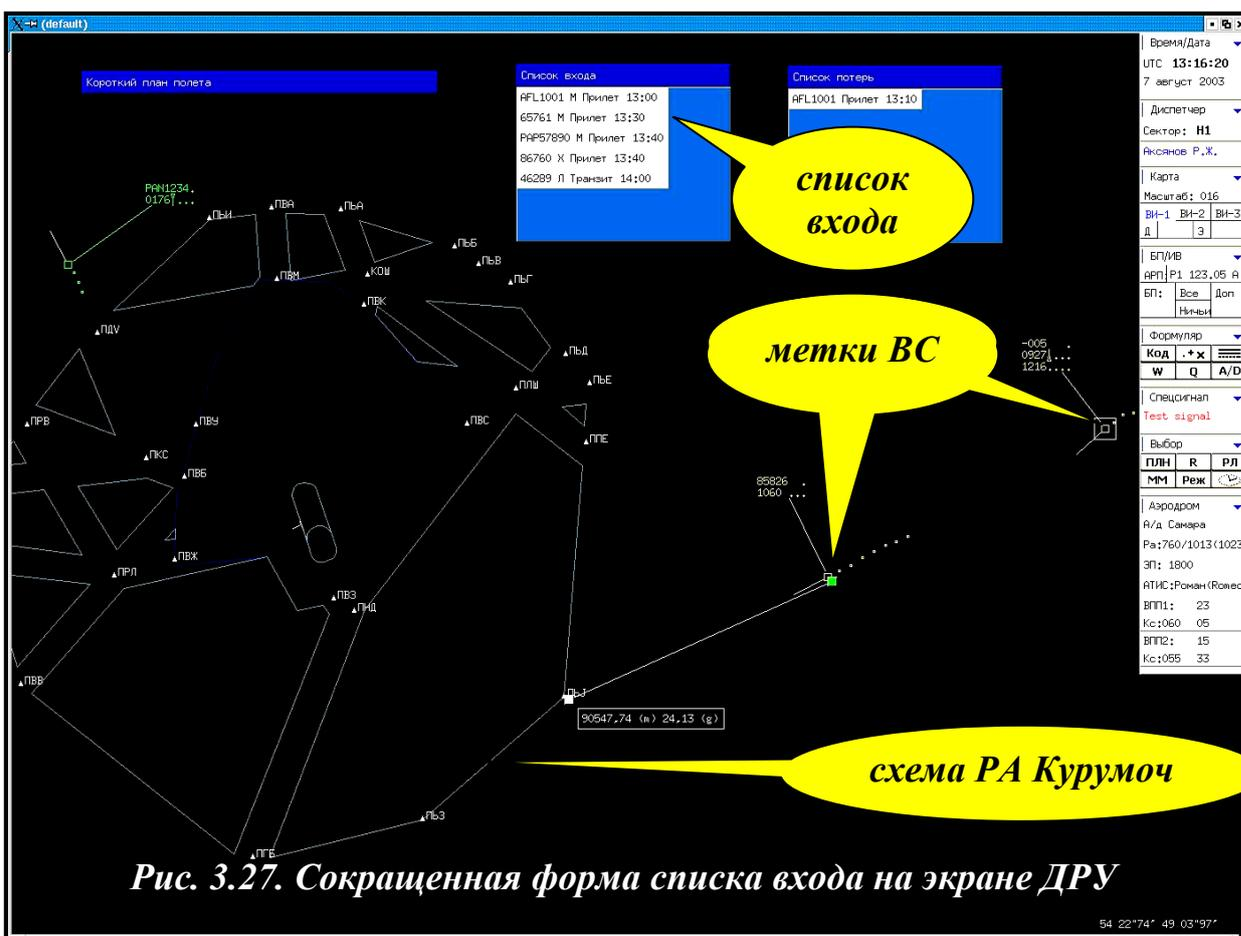 (default)
Короткий план полета
Список входа
AFL1001 М Прилет 13:00
65761 М Прилет 13:30
PAP57890 М Прилет 13:40
86760 Х Прилет 13:40
46289 Л Транзит 14:00
Список потерь
AFL1001 Прилет 13:10
список
входа
метки ВС
схема РА Курумоч
PAN1234.
ПЬИ
ПВА
ПЬА
ПЬБ
ПЬВ
ПЬГ
ПВМ
КОШ
ПВК
ПДУ
ПЬД
ПЛШ
ПЬЕ
ПРВ
ПВУ
ПВС
ППЕ
ПКС
ПВБ
ПВЖ
ПРЛ
ПВЗ
ПНД
ПВВ
ПЬЗ
ПГБ
-005 .
1216....
85826 .
1060 ...
90547,74 (m) 24,13 (g)
Время/Дата
UTC 13:16:20
7 август 2003
Диспетчер
Сектор: Н1
Аксянов Р.Ж.
Карта
Масштаб: 016
ВИ-1 ВИ-2 ВИ-3
Д Э
БП/ИВ
АРП: Р1 123.05 А
БП: Все Доп
Ничьи
Формуляр
Код .+x
W Q A/D
Спецсигнал
Test signal
Выбор
ПЛН R РЛ
ММ Реж
Аэродром
А/д Самара
Ра:760/1013(1023
ЭП: 1800
АТИС:Роман(Romeo
ВПП1: 23
Кс:060 05
ВПП2: 15
Кс:055 33
Рис. 3.27. Сокращенная форма списка входа на экране ДРУ
54 22"74" 49 03"97"